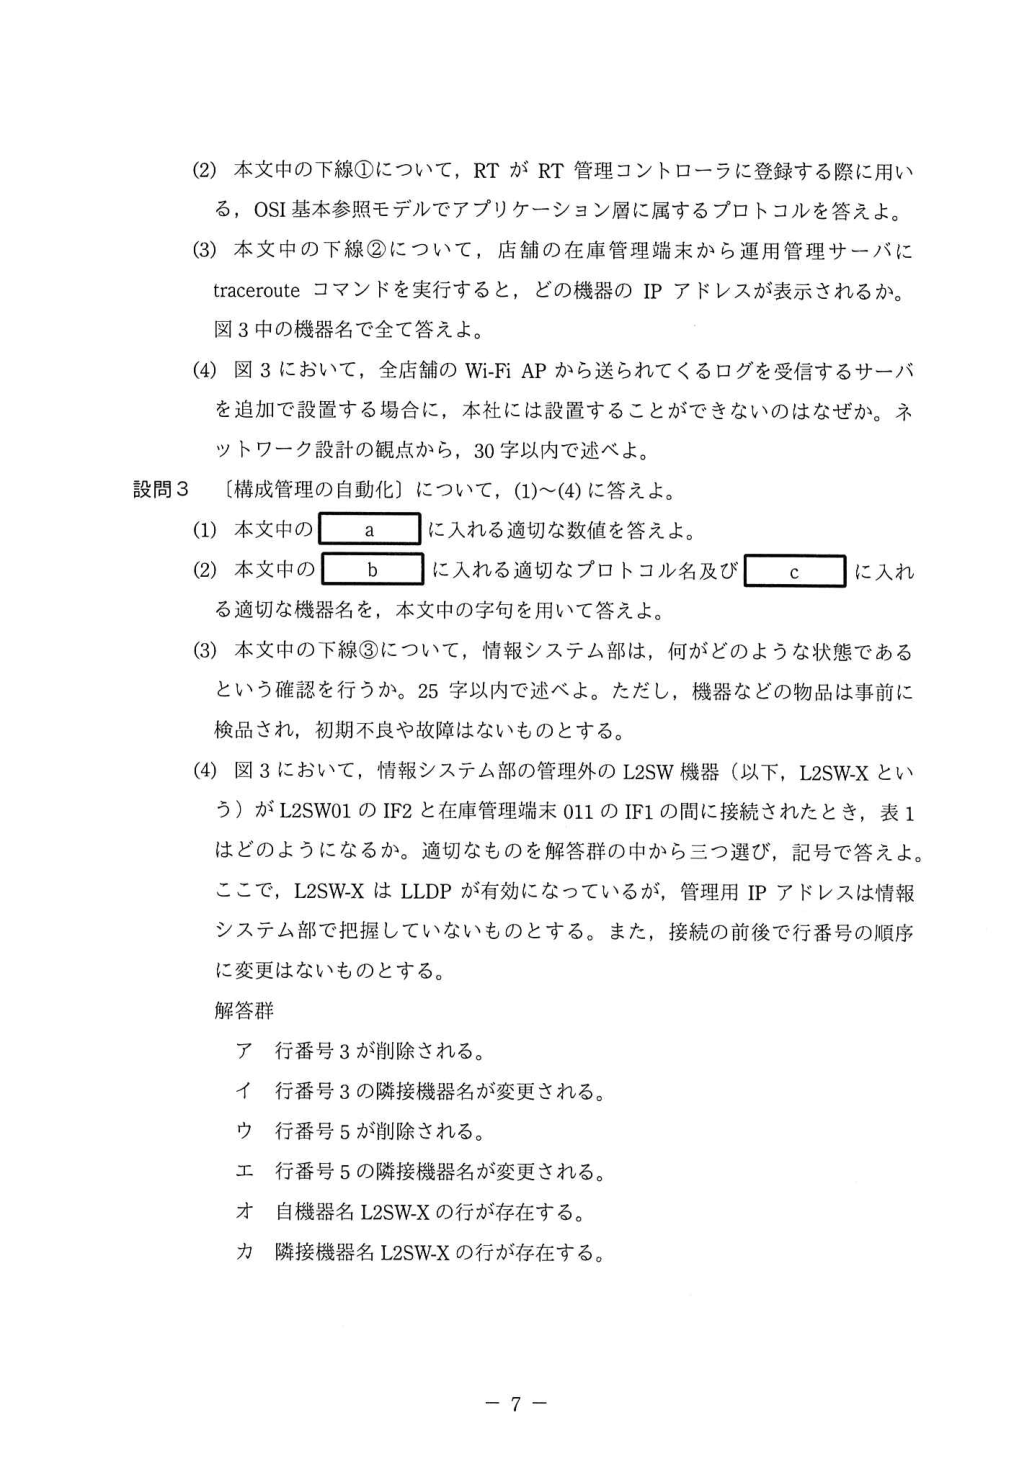 (2) 本文中の下線①について，RT が RT 管理コントローラに登録する際に用い
る，OSI 基本参照モデルでアプリケーション層に属するプロトコルを答えよ。
(3) 本文中の下線②について，店舗の在庫管理端末から運用管理サーバに
traceroute コマンドを実行すると，どの機器の IP アドレスが表示されるか。
図 3 中の機器名で全て答えよ。
(4) 図 3 において，全店舗の Wi-Fi AP から送られてくるログを受信するサーバ
を追加で設置する場合に，本社には設置することができないのはなぜか。ネ
ットワーク設計の観点から，30 字以内で述べよ。
設問３ 〔構成管理の自動化〕について，(1)～(4) に答えよ。
(1) 本文中の a に入れる適切な数値を答えよ。
(2) 本文中の b に入れる適切なプロトコル名及び c に入れ
る適切な機器名を，本文中の字句を用いて答えよ。
(3) 本文中の下線③について，情報システム部は，何がどのような状態である
という確認を行うか。25 字以内で述べよ。ただし，機器などの物品は事前に
検品され，初期不良や故障はないものとする。
(4) 図 3 において，情報システム部の管理外の L2SW 機器（以下，L2SW-X とい
う）が L2SW01 の IF2 と在庫管理端末 011 の IF1 の間に接続されたとき，表 1
はどのようになるか。適切なものを解答群の中から三つ選び，記号で答えよ。
ここで，L2SW-X は LLDP が有効になっているが，管理用 IP アドレスは情報
システム部で把握していないものとする。また，接続の前後で行番号の順序
に変更はないものとする。
解答群
ア 行番号 3 が削除される。
イ 行番号 3 の隣接機器名が変更される。
ウ 行番号 5 が削除される。
エ 行番号 5 の隣接機器名が変更される。
オ 自機器名 L2SW-X の行が存在する。
カ 隣接機器名 L2SW-X の行が存在する。
－ 7 －